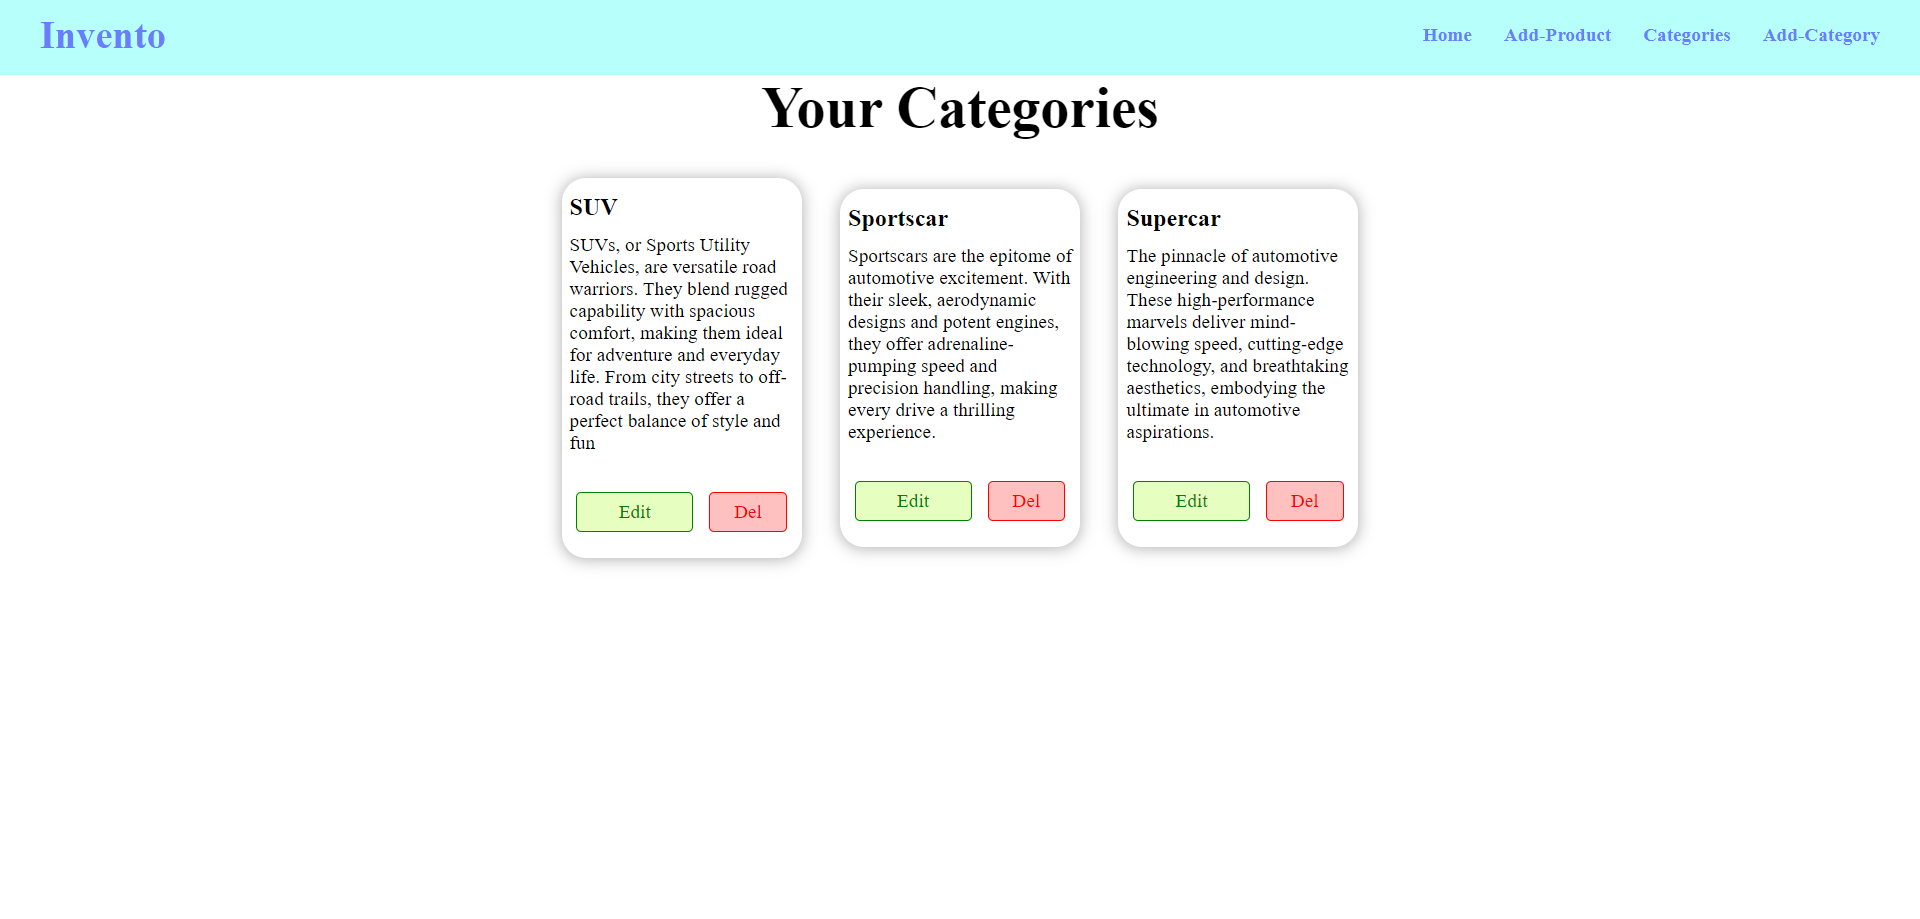 Invento
Home Add-Product Categories Add-Category
Your Categories
SUV
SUVs, or Sports Utility
Vehicles, are versatile road
warriors. They blend rugged
capability with spacious
comfort, making them ideal
for adventure and everyday
life. From city streets to off-
road trails, they offer a
perfect balance of style and
fun
Edit Del
Sportscar
Sportscars are the epitome of
automotive excitement. With
their sleek, aerodynamic
designs and potent engines,
they offer adrenaline-
pumping speed and
precision handling, making
every drive a thrilling
experience.
Edit Del
Supercar
The pinnacle of automotive
engineering and design.
These high-performance
marvels deliver mind-
blowing speed, cutting-edge
technology, and breathtaking
aesthetics, embodying the
ultimate in automotive
aspirations.
Edit Del